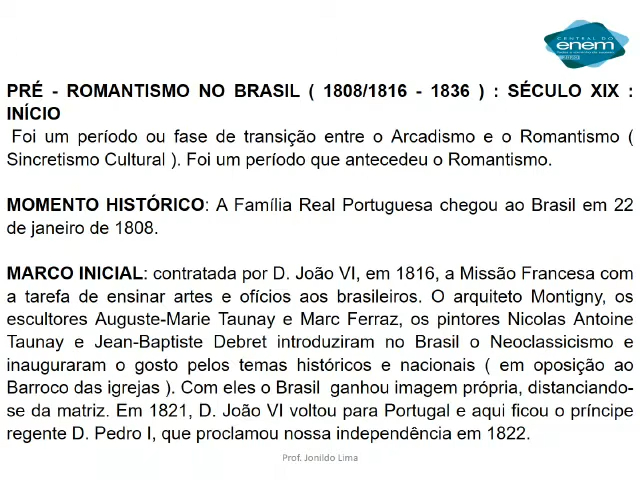 CENTRAL DO
enem
PRÉ - ROMANTISMO NO BRASIL ( 1808/1816 - 1836 ) : SÉCULO XIX :
INÍCIO
Foi um período ou fase de transição entre o Arcadismo e o Romantismo (
Sincretismo Cultural ). Foi um período que antecedeu o Romantismo.
MOMENTO HISTÓRICO: A Família Real Portuguesa chegou ao Brasil em 22
de janeiro de 1808.
MARCO INICIAL: contratada por D. João VI, em 1816, a Missão Francesa com
a tarefa de ensinar artes e ofícios aos brasileiros. O arquiteto Montigny, os
escultores Auguste-Marie Taunay e Marc Ferraz, os pintores Nicolas Antoine
Taunay e Jean-Baptiste Debret introduziram no Brasil o Neoclassicismo e
inauguraram o gosto pelos temas históricos e nacionais ( em oposição ao
Barroco das igrejas ). Com eles o Brasil ganhou imagem própria, distanciando-
se da matriz. Em 1821, D. João VI voltou para Portugal e aqui ficou o príncipe
regente D. Pedro I, que proclamou nossa independência em 1822.
Prof. Jonildo Lima